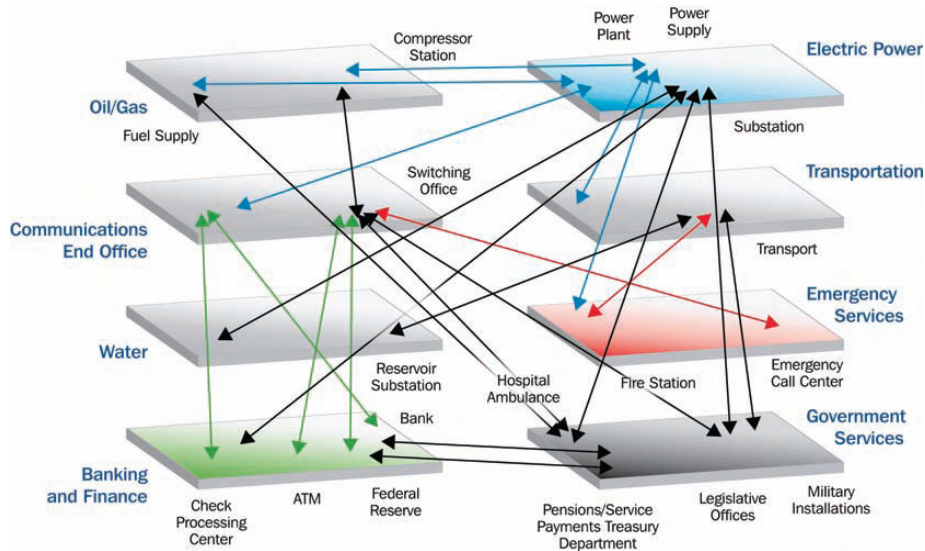 Power
Plant
Power
Supply
Compressor
Station
Electric Power
Oil/Gas
Fuel Supply
Substation
Switching
Office
Transportation
Communications
End Office
Transport
Emergency
Services
Water
Reservoir
Substation
Hospital
Ambulance
Fire Station
Emergency
Call Center
Bank
Government
Services
Banking
and Finance
Check
Processing
Center
ATM
Federal
Reserve
Pensions/Service
Payments Treasury
Department
Legislative
Offices
Military
Installations